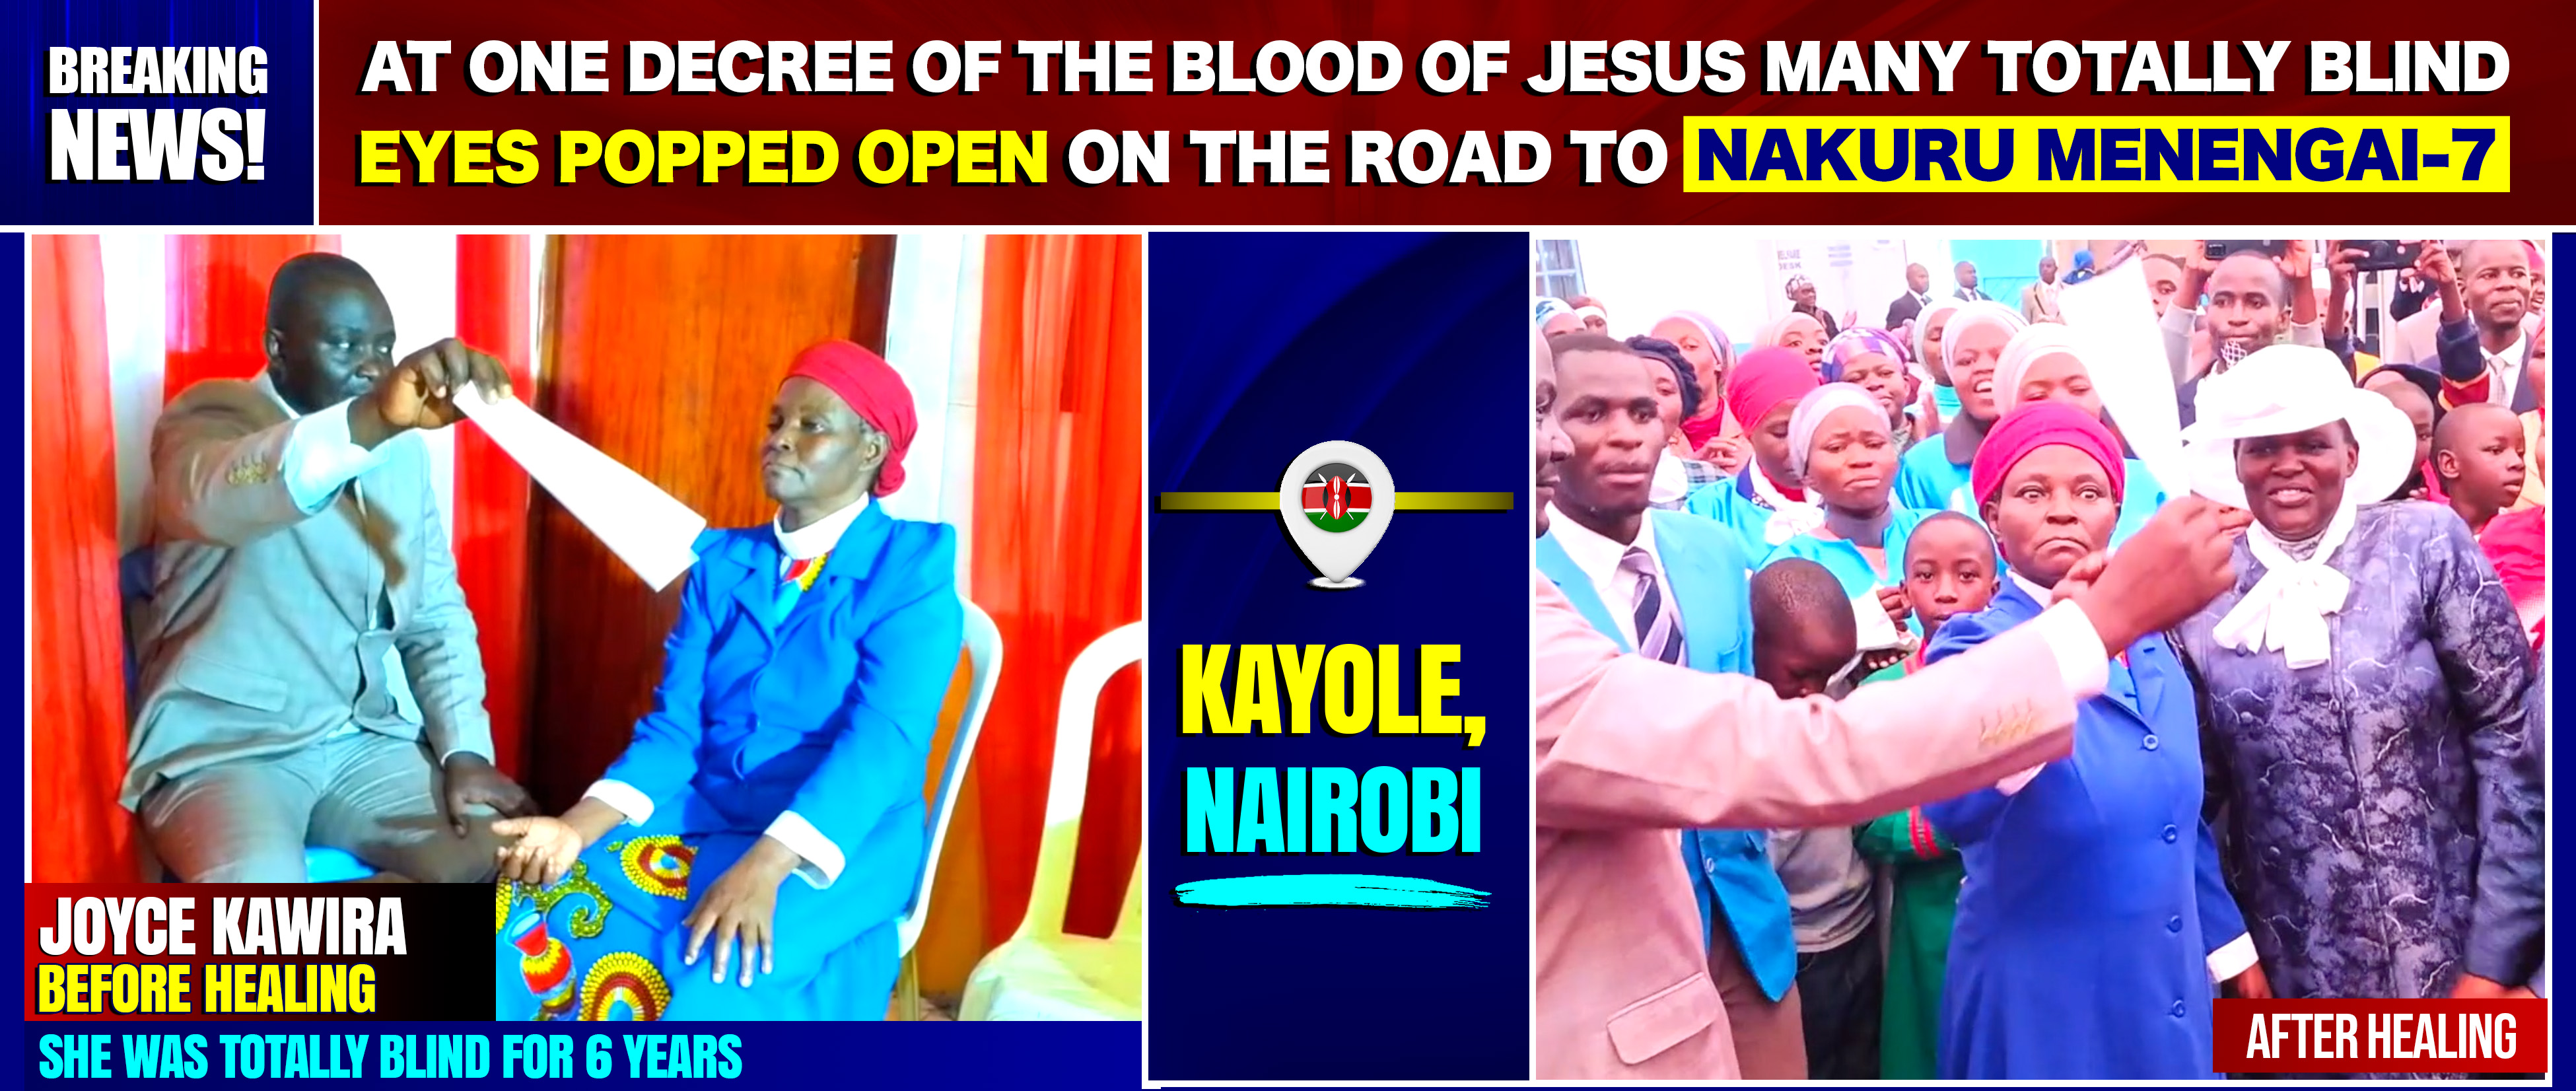 BREAKING
NEWS!
AT ONE DECREE OF THE BLOOD OF JESUS MANY TOTALLY BLIND
EYES POPPED OPEN ON THE ROAD TO NAKURU MENENGAI-7
JOYCE KAWIRA
BEFORE HEALING
SHE WAS TOTALLY BLIND FOR 6 YEARS
KAYOLE,
NAIROBI
AFTER HEALING